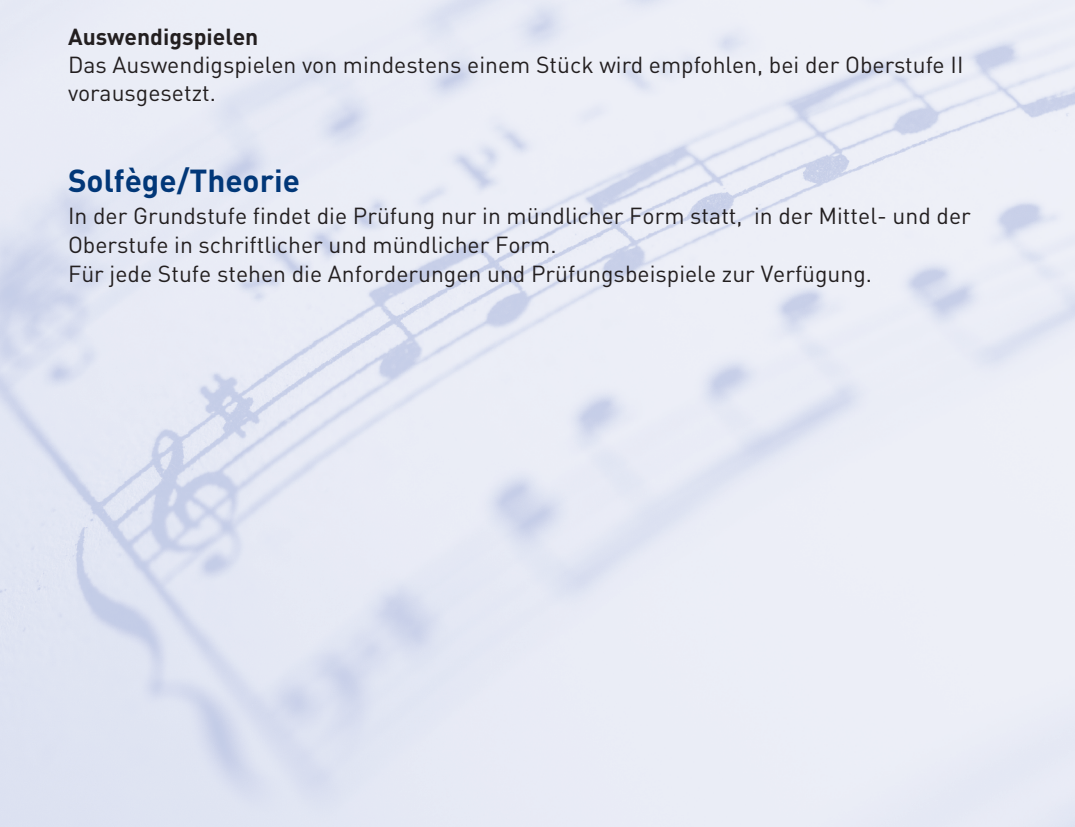 Auswendigspielen
Das Auswendigspielen von mindestens einem Stück wird empfohlen, bei der Oberstufe II
vorausgesetzt.
Solfège/Theorie
In der Grundstufe findet die Prüfung nur in mündlicher Form statt,  in der Mittel- und der
Oberstufe in schriftlicher und mündlicher Form.
Für jede Stufe stehen die Anforderungen und Prüfungsbeispiele zur Verfügung.